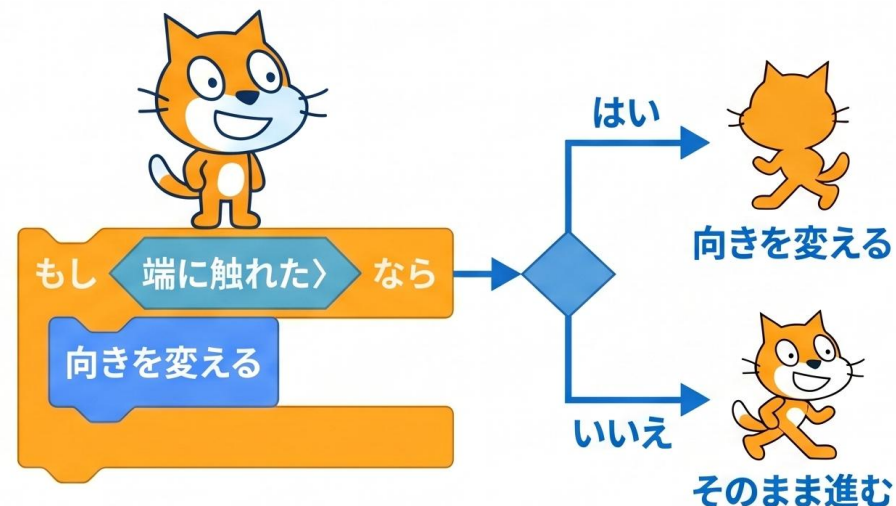 もし 端に触れた〉 なら
向きを変える
はい
向きを変える
いいえ
そのまま進む